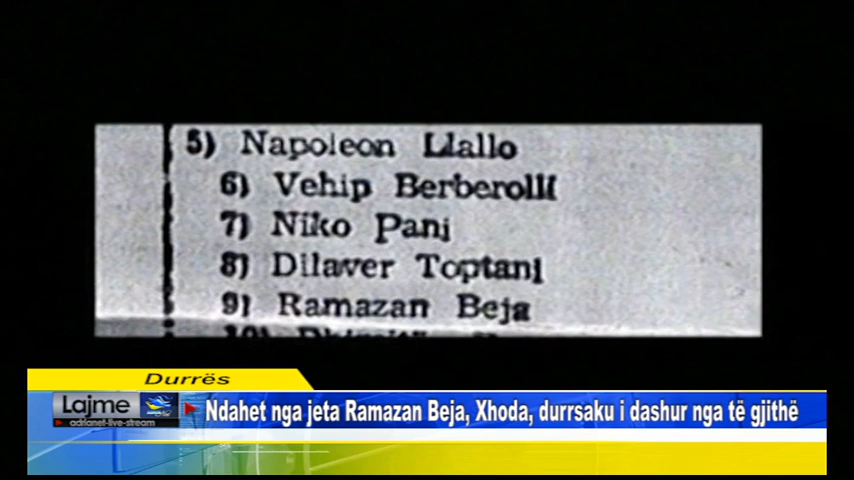 5) Napoleon Llallo
6) Vehip Berberolli
7) Niko Pani
8) Dilaver Toptani
9) Ramazan Beja
10)
Durrës
Lajme
adrianet-live-stream
Ndahet nga jeta Ramazan Beja, Xhoda, durrsaku i dashur nga të gjithë